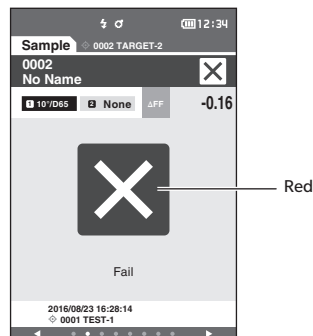 12:34
Sample 0002 TARGET-2
0002
No Name
1 10°/D65 2 None ΔFF -0.16
Red
Fail
2016/08/23 16:28:14
0001 TEST-1